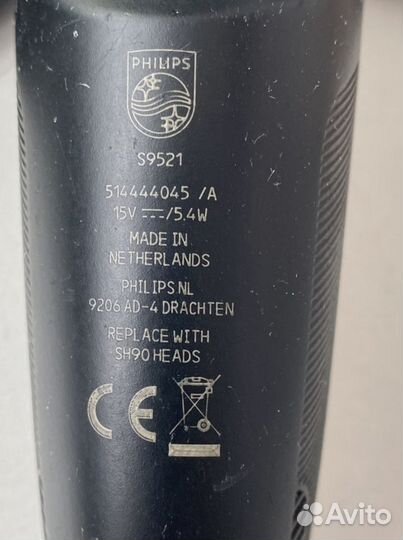 PHILIPS
S9521
514444045 /A
15V ⎓/5.4W
MADE IN
NETHERLANDS
PHILIPS NL
9206 AD-4 DRACHTEN
REPLACE WITH
SH90 HEADS
CE
Avito